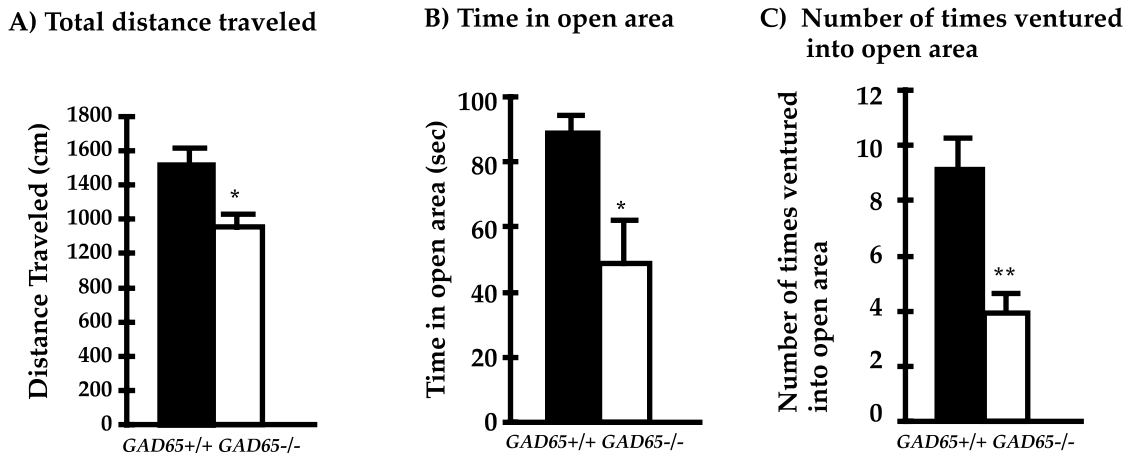 A) Total distance traveled
Distance Traveled (cm)
1800
1600
1400
1000
1200
800
600
400
200
0
*
GAD65+/+ GAD65-/-
B) Time in open area
Time in open area (sec)
100
80
60
40
20
0
*
GAD65+/+ GAD65-/-
C) Number of times ventured
into open area
Number of times ventured
into open area
12
10
8
6
4
2
0
**
GAD65+/+ GAD65-/-